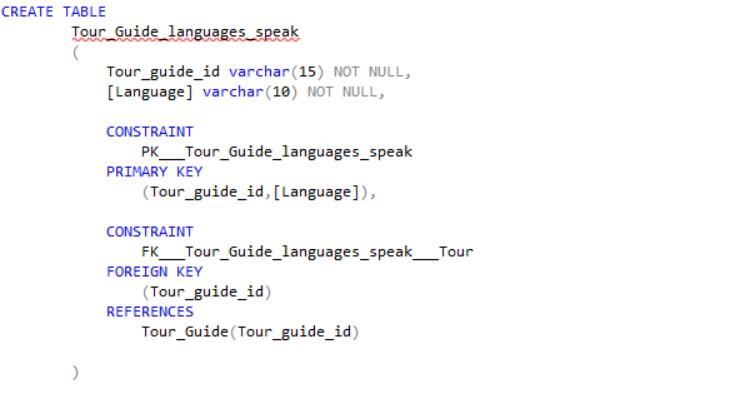 CREATE TABLE
Tour_Guide_languages_speak
(
Tour_guide_id varchar(15) NOT NULL,
[Language] varchar(10) NOT NULL,
CONSTRAINT
PK___Tour_Guide_languages_speak
PRIMARY KEY
(Tour_guide_id,[Language]),
CONSTRAINT
FK___Tour_Guide_languages_speak___Tour
FOREIGN KEY
(Tour_guide_id)
REFERENCES
Tour_Guide(Tour_guide_id)
)